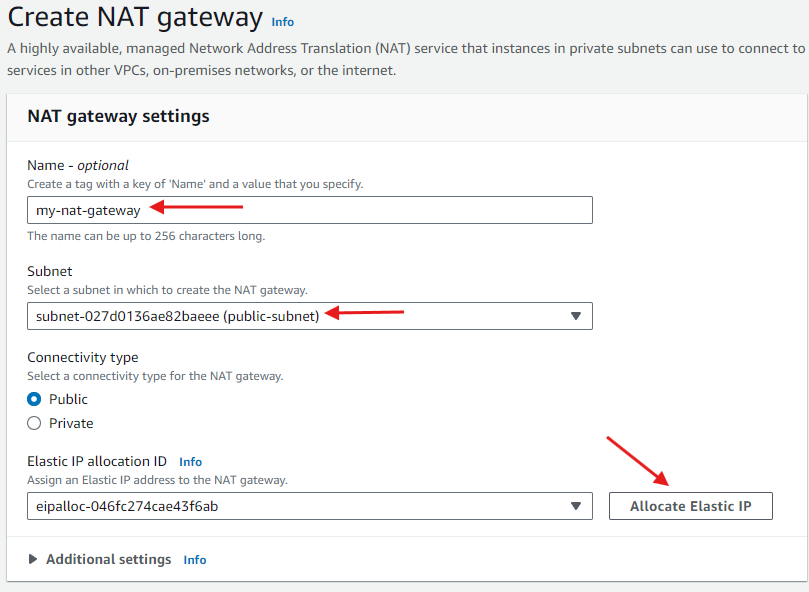 Create NAT gateway Info
A highly available, managed Network Address Translation (NAT) service that instances in private subnets can use to connect to
services in other VPCs, on-premises networks, or the internet.
NAT gateway settings
Name - optional
Create a tag with a key of 'Name' and a value that you specify.
my-nat-gateway
The name can be up to 256 characters long.
Subnet
Select a subnet in which to create the NAT gateway.
subnet-027d0136ae82baeee (public-subnet)
Connectivity type
Select a connectivity type for the NAT gateway.
Public
Private
Elastic IP allocation ID Info
Assign an Elastic IP address to the NAT gateway.
eipalloc-046fc274cae43f6ab
Allocate Elastic IP
Additional settings Info